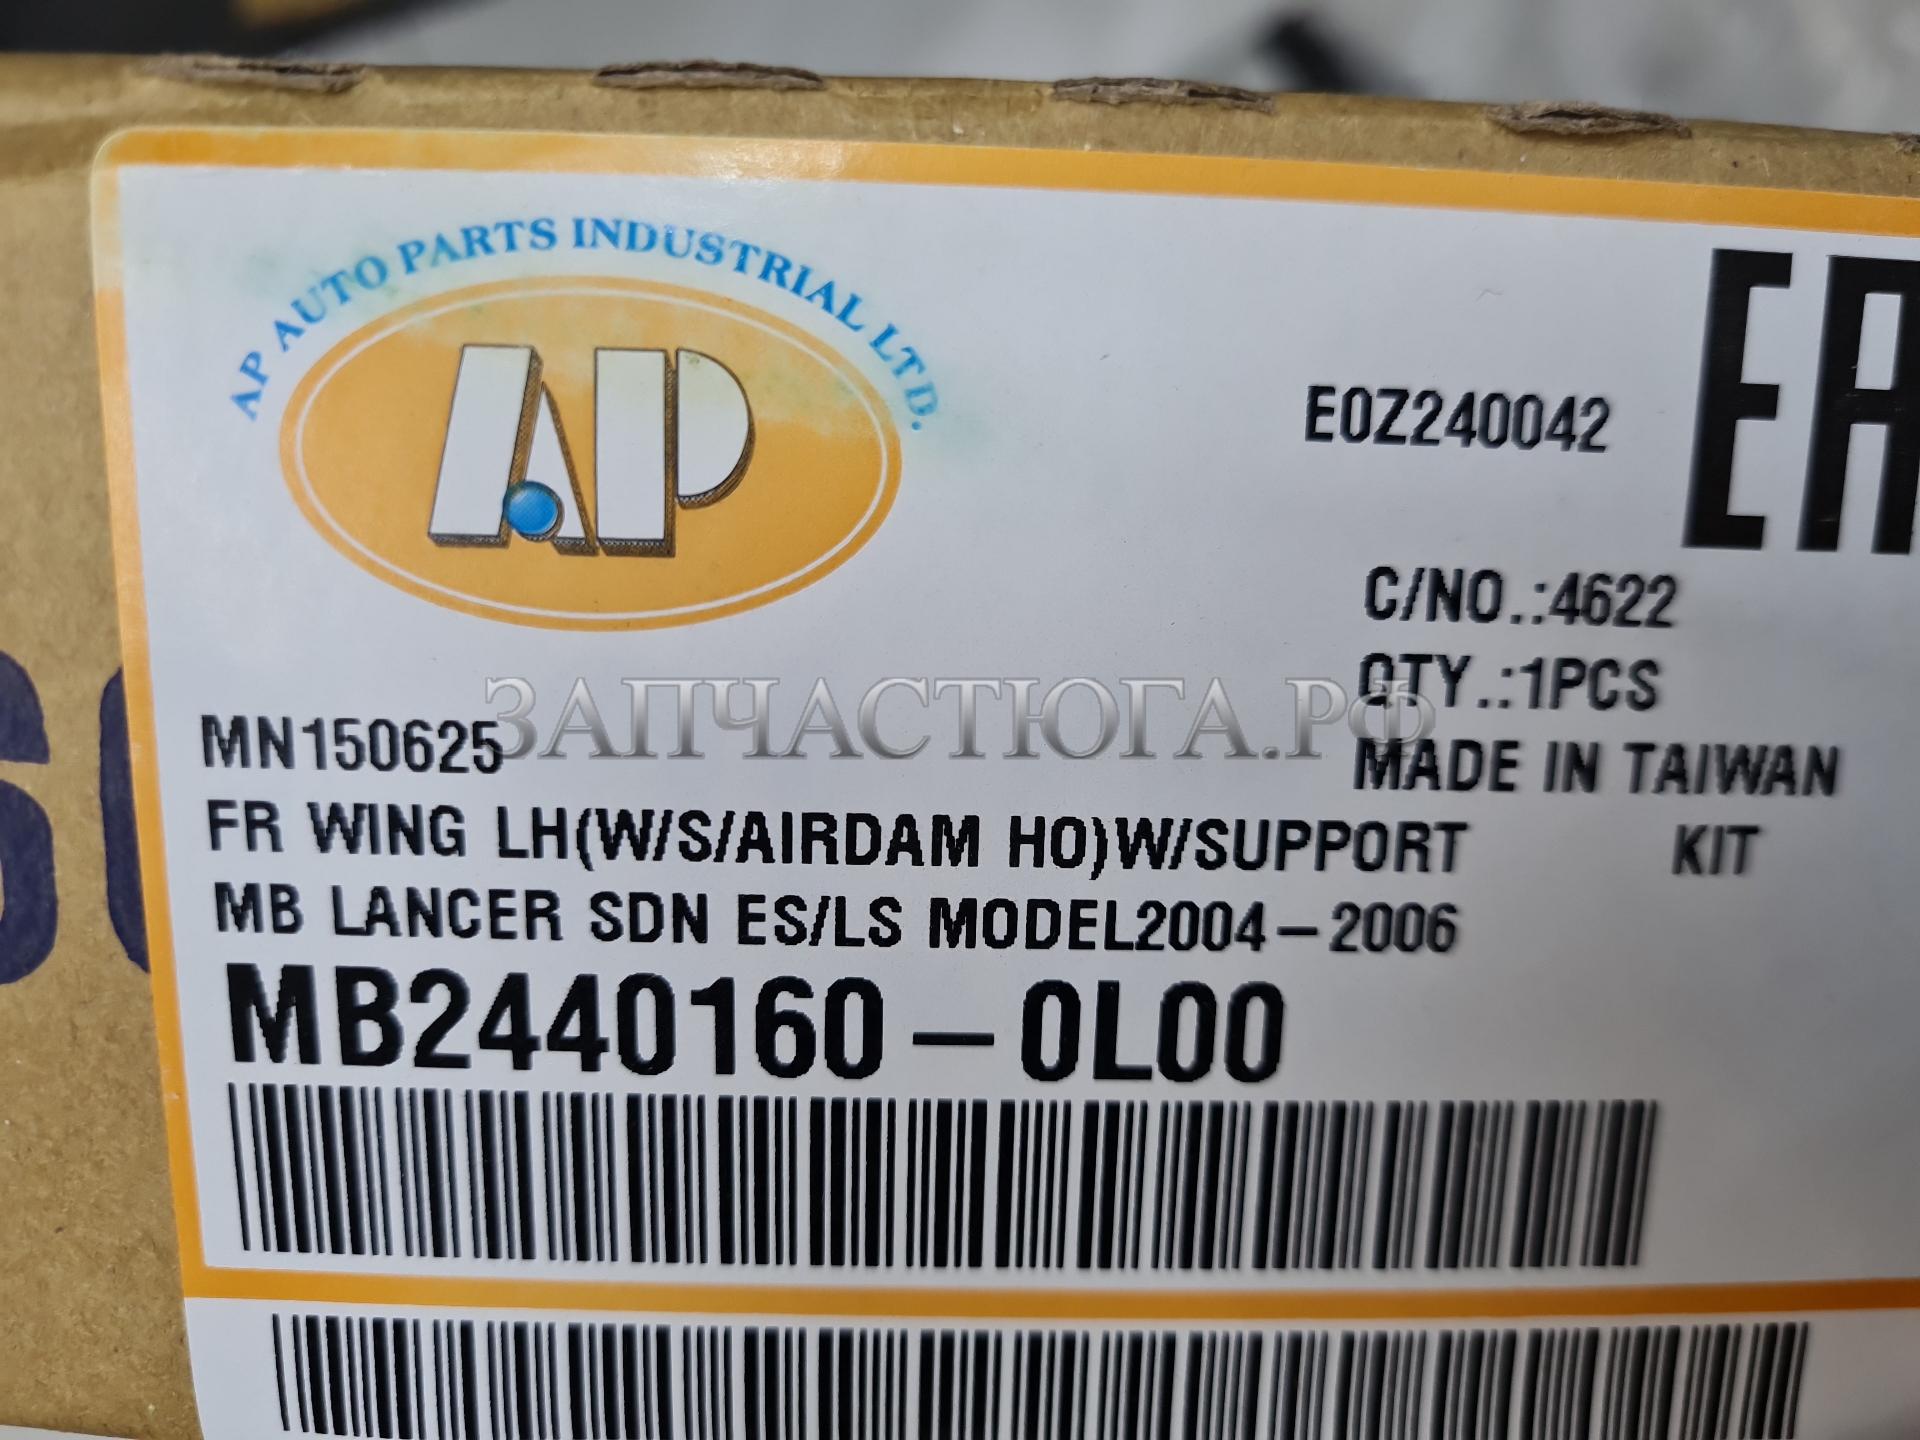 AP AUTO PARTS INDUSTRIAL LTD.
AP
E0Z240042
C/NO.:4622
QTY.:1PCS
MADE IN TAIWAN
ЗАПЧАСТЮГА.РФ
MN150625
FR WING LH(W/S/AIRDAM HO)W/SUPPORT KIT
MB LANCER SDN ES/LS MODEL2004-2006
MB2440160-0L00